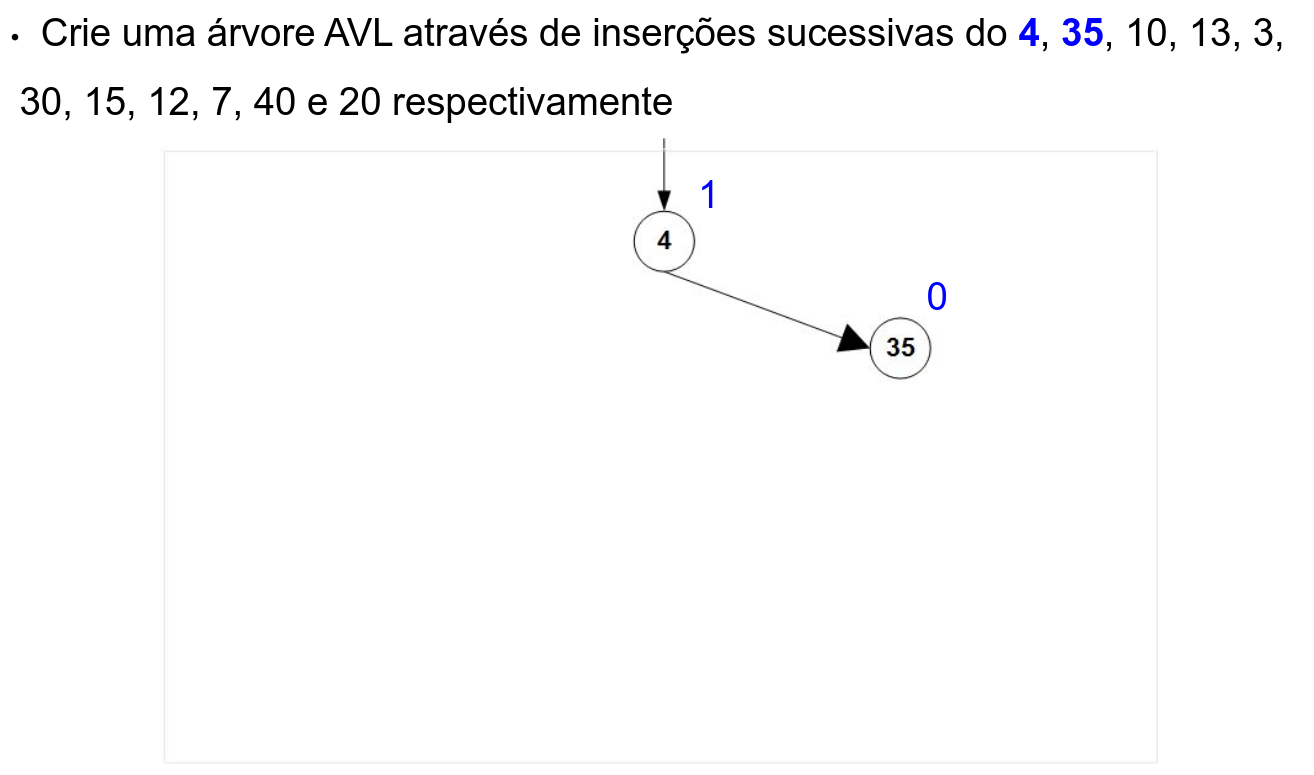 • Crie uma árvore AVL através de inserções sucessivas do 4, 35, 10, 13, 3,
30, 15, 12, 7, 40 e 20 respectivamente
1
4
0
35